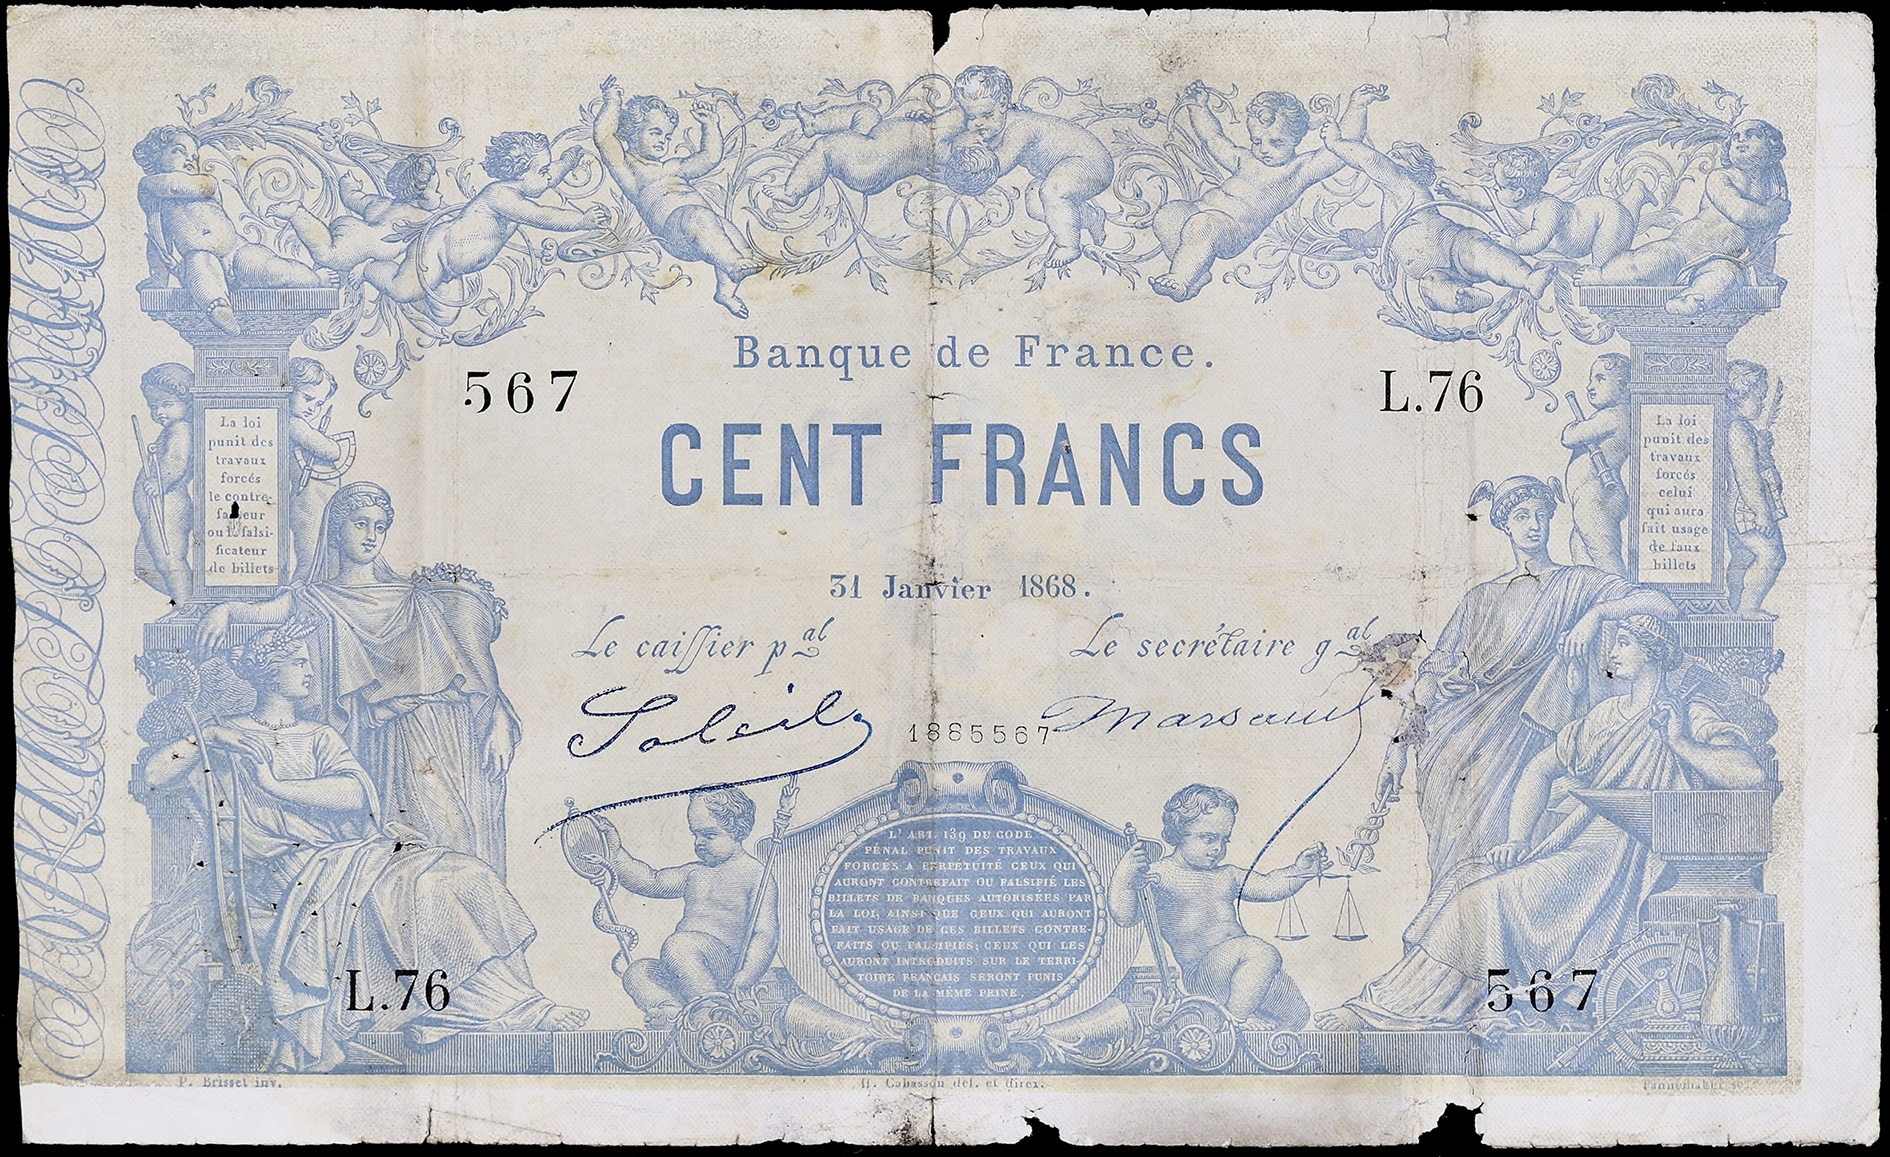 Banque de France.
567
L.76
CENT FRANCS
La loi
punit des
travaux
forcés
le contre-
facteur
ou le falsi-
ficateur
de billets
La loi
punit des
travaux
forcés
celui
qui aura
fait usage
de faux
billets
31 Janvier 1868.
Le caissier pal
Le secrétaire gal
Soleil
1885567
Marsaud
L' ART. 139 DU CODE
PÉNAL PUNIT DES TRAVAUX
FORCÉS A PERPÉTUITÉ CEUX QUI
AURONT CONTREFAIT OU FALSIFIÉ LES
BILLETS DE BANQUES AUTORISÉES PAR
LA LOI, AINSI QUE CEUX QUI AURONT
FAIT USAGE DE CES BILLETS CONTRE-
FAITS OU FALSIFIÉS; CEUX QUI LES
AURONT INTRODUITS SUR LE TERRI-
TOIRE FRANÇAIS SERONT PUNIS
DE LA MÊME PEINE.
L.76
567
P. Brisset inv.
H. Cabasson del. et direx.
Pannemaker sc.